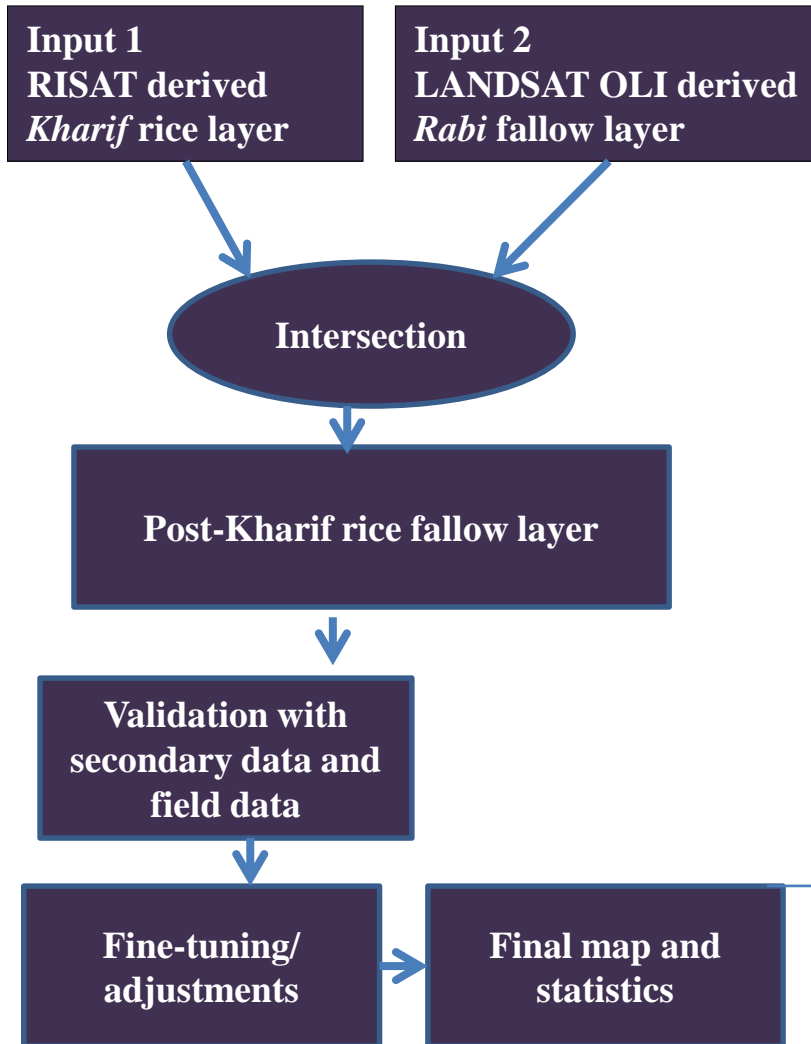 Input 1
RISAT derived
Kharif rice layer
Input 2
LANDSAT OLI derived
Rabi fallow layer
Intersection
Post-Kharif rice fallow layer
Validation with
secondary data and
field data
Fine-tuning/
adjustments
Final map and
statistics